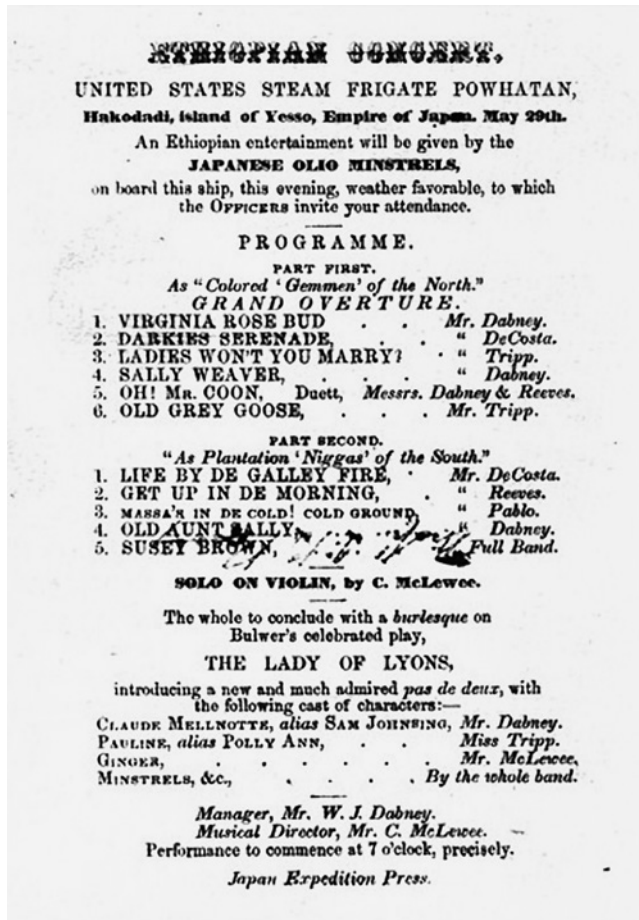 ETHIOPIAN CONCERT.
UNITED STATES STEAM FRIGATE POWHATAN,
Hakodadi, island of Yesso, Empire of Japan. May 29th.
An Ethiopian entertainment will be given by the
JAPANESE OLIO MINSTRELS,
on board this ship, this evening, weather favorable, to which
the OFFICERS invite your attendance.
PROGRAMME.
PART FIRST.
As "Colored 'Gemmen' of the North."
GRAND OVERTURE.
1. VIRGINIA ROSE BUD . . Mr. Dabney.
2. DARKIES SERENADE, . . " DeCosta.
3. LADIES WON'T YOU MARRY? · " Tripp.
4. SALLY WEAVER, . . . " Dabney.
5. OH! MR. COON, Duett, Messrs. Dabney & Reeves.
6. OLD GREY GOOSE, . . . Mr. Tripp.
PART SECOND.
"As Plantation 'Niggas' of the South."
1. LIFE BY DE GALLEY FIRE, · Mr. DeCosta.
2. GET UP IN DE MORNING, . " Reeves.
3. MASSA'S IN DE COLD! COLD GROUND, " Pablo.
4. OLD AUNT SALLY, " Dabney.
5. SUSEY BROWN, Full Band.
SOLO ON VIOLIN, by C. McLewee.
The whole to conclude with a burlesque on
Bulwer's celebrated play,
THE LADY OF LYONS,
introducing a new and much admired pas de deux, with
the following cast of characters:—
CLAUDE MELLNOTTE, alias SAM JOHNSING, Mr. Dabney.
PAULINE, alias POLLY ANN, . . Miss Tripp.
GINGER, . . . . . . Mr. McLewee.
MINSTRELS, &c., . . . . By the whole band.
Manager, Mr. W. J. Dabney.
Musical Director, Mr. C. McLewee.
Performance to commence at 7 o'clock, precisely.
Japan Expedition Press.